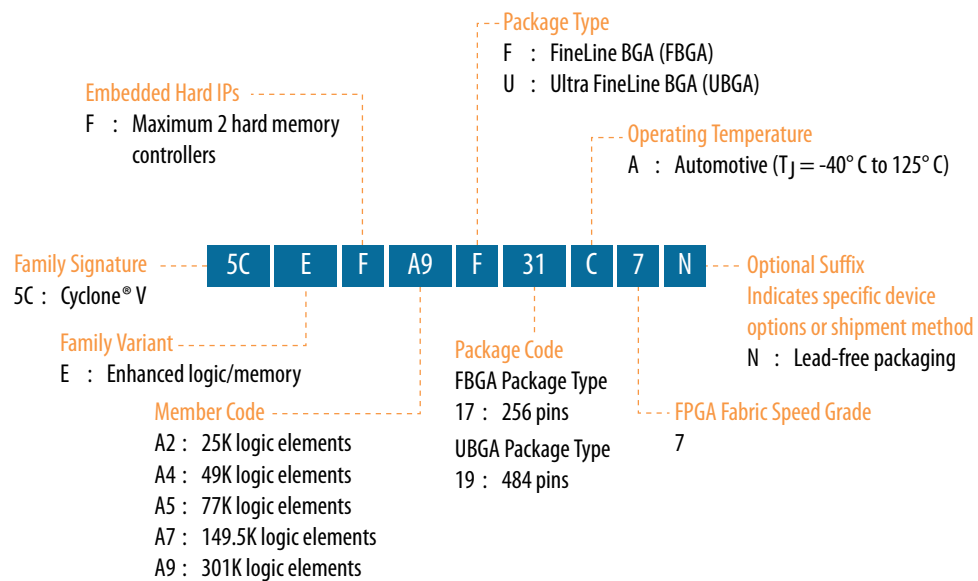 Package Type
F : FineLine BGA (FBGA)
U : Ultra FineLine BGA (UBGA)
Embedded Hard IPs
F : Maximum 2 hard memory
controllers
Operating Temperature
A : Automotive (TJ = -40° C to 125° C)
5C E F A9 F 31 C 7 N
Family Signature
5C : Cyclone® V
Optional Suffix
Indicates specific device
options or shipment method
N : Lead-free packaging
Family Variant
E : Enhanced logic/memory
Package Code
FBGA Package Type
17 : 256 pins
UBGA Package Type
19 : 484 pins
Member Code
A2 : 25K logic elements
A4 : 49K logic elements
A5 : 77K logic elements
A7 : 149.5K logic elements
A9 : 301K logic elements
FPGA Fabric Speed Grade
7